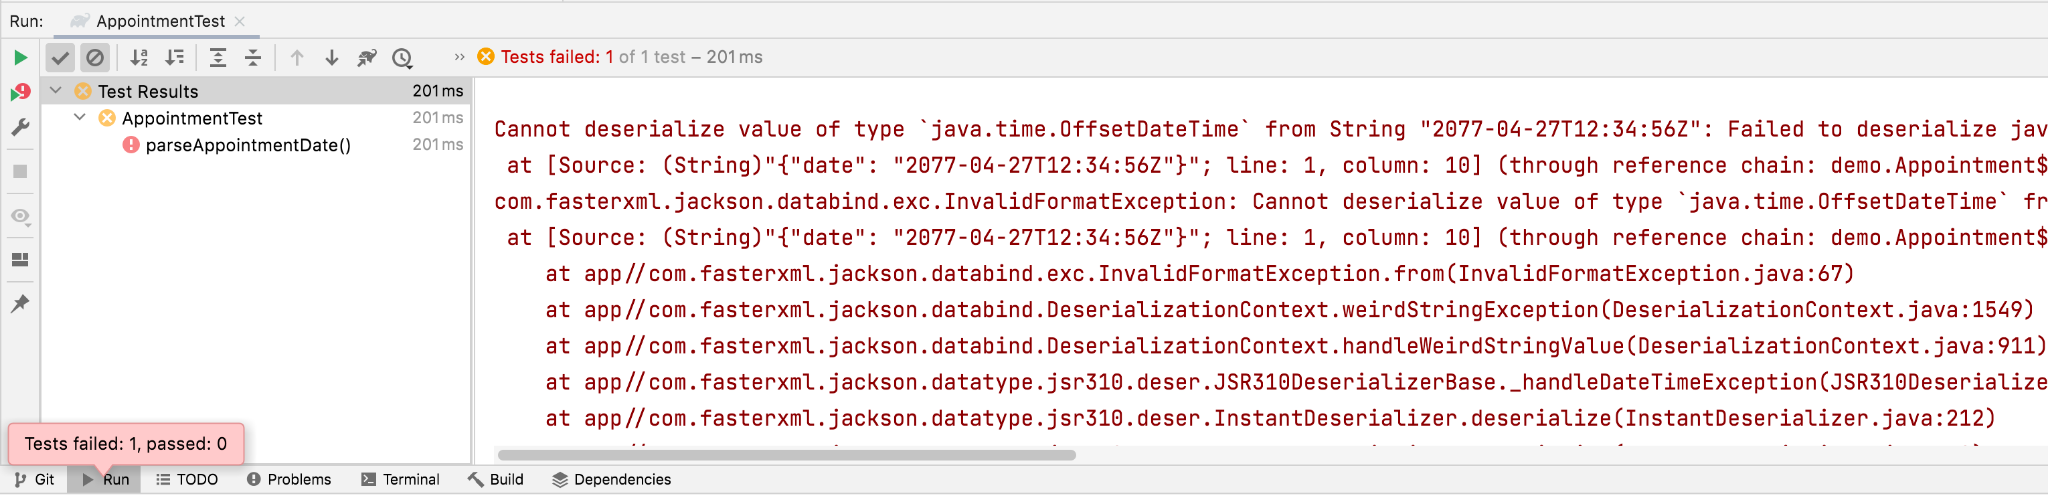 Run: AppointmentTest
Tests failed: 1 of 1 test – 201 ms
Test Results 201 ms
AppointmentTest 201 ms
parseAppointmentDate() 201 ms
Cannot deserialize value of type `java.time.OffsetDateTime` from String "2077-04-27T12:34:56Z": Failed to deserialize jav
at [Source: (String)"{"date": "2077-04-27T12:34:56Z"}"; line: 1, column: 10] (through reference chain: demo.Appointment$
com.fasterxml.jackson.databind.exc.InvalidFormatException: Cannot deserialize value of type `java.time.OffsetDateTime` fr
at [Source: (String)"{"date": "2077-04-27T12:34:56Z"}"; line: 1, column: 10] (through reference chain: demo.Appointment$
at app//com.fasterxml.jackson.databind.exc.InvalidFormatException.from(InvalidFormatException.java:67)
at app//com.fasterxml.jackson.databind.DeserializationContext.weirdStringException(DeserializationContext.java:1549)
at app//com.fasterxml.jackson.databind.DeserializationContext.handleWeirdStringValue(DeserializationContext.java:911)
at app//com.fasterxml.jackson.datatype.jsr310.deser.JSR310DeserializerBase._handleDateTimeException(JSR310Deserialize
at app//com.fasterxml.jackson.datatype.jsr310.deser.InstantDeserializer.deserialize(InstantDeserializer.java:212)
Tests failed: 1, passed: 0
Git Run TODO Problems Terminal Build Dependencies